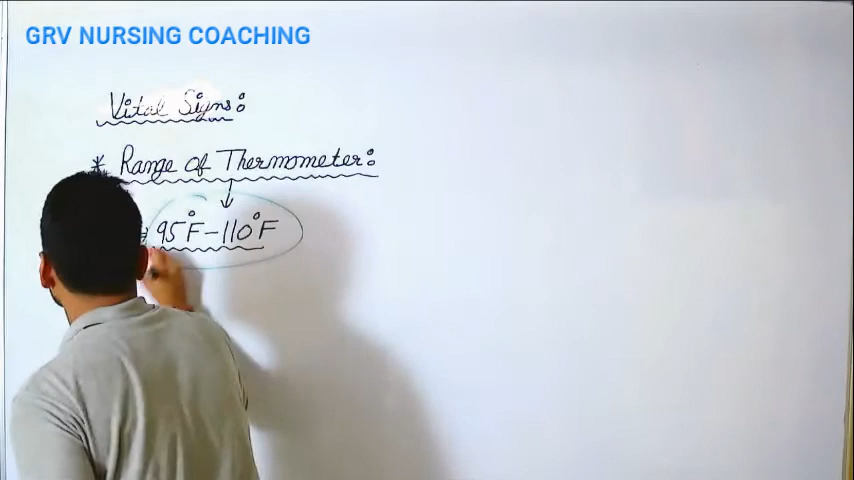 GRV NURSING COACHING
Vital Signs:
* Range of Thermometer:
↓
95°F-110°F